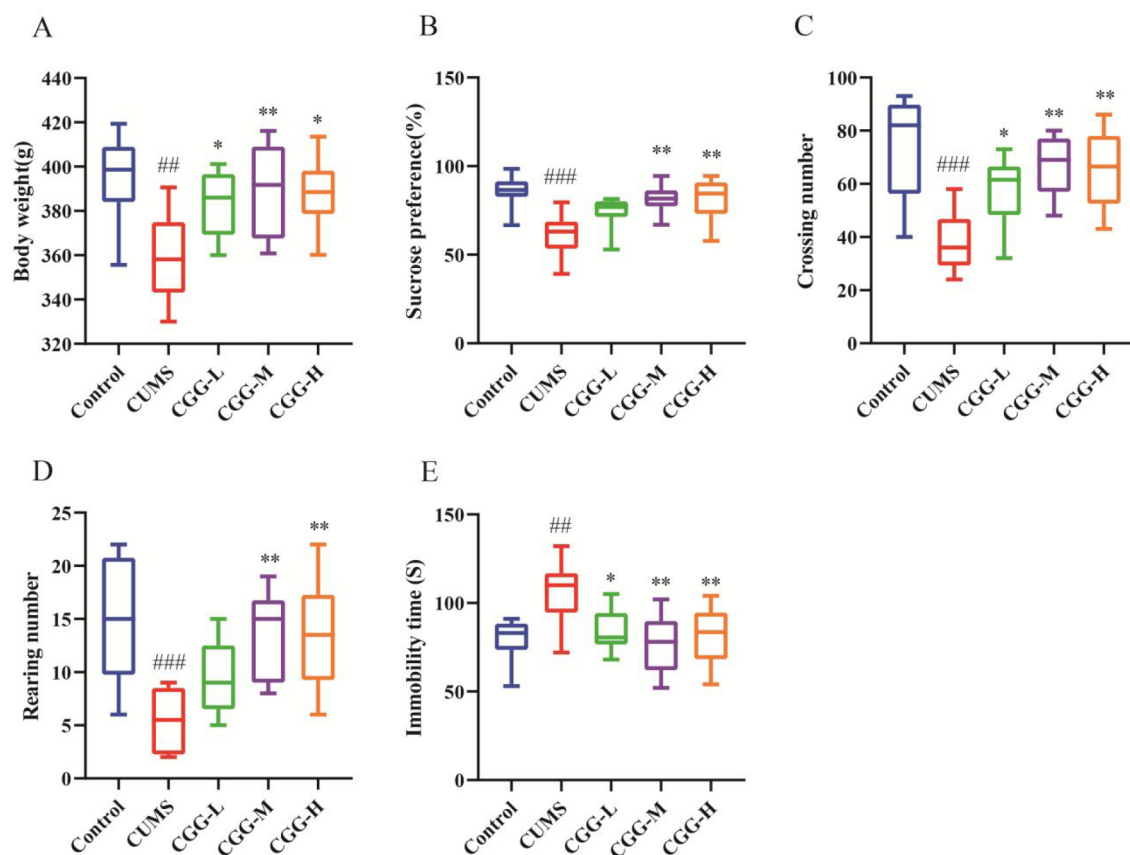 A
Body weight(g)
440
420
400
380
360
340
320
##
*
**
*
Control
CUMS
CGG-L
CGG-M
CGG-H
B
Sucrose preference(%)
150
100
50
0
###
**
**
Control
CUMS
CGG-L
CGG-M
CGG-H
C
Crossing number
100
80
60
40
20
0
###
*
**
**
Control
CUMS
CGG-L
CGG-M
CGG-H
D
Rearing number
25
20
15
10
5
0
###
**
**
Control
CUMS
CGG-L
CGG-M
CGG-H
E
Immobility time (S)
150
100
50
0
##
*
**
**
Control
CUMS
CGG-L
CGG-M
CGG-H